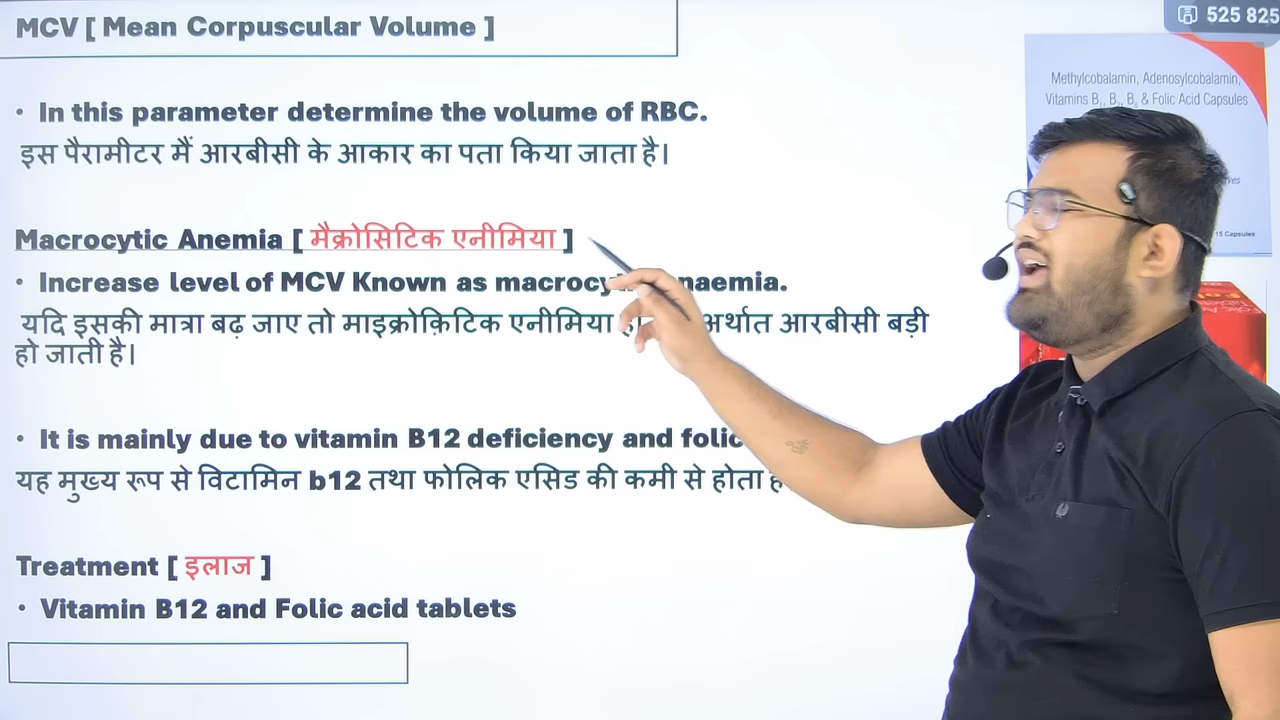 MCV [ Mean Corpuscular Volume ]
525 825
Methylcobalamin, Adenosylcobalamin,
Vitamins B₁, B₂, B₆ & Folic Acid Capsules
• In this parameter determine the volume of RBC.
इस पैरामीटर मैं आरबीसी के आकार का पता किया जाता है।
15 Capsules
Macrocytic Anemia [ मैक्रोसिटिक एनीमिया ]
• Increase level of MCV Known as
यदि इसकी मात्रा बढ़ जाए तो माइक्रोक़िटिक एनीमिया अर्थात आरबीसी बड़ी
हो जाती है।
• It is mainly due to vitamin B12 deficiency and
यह मुख्य रूप से विटामिन b12 तथा फोलिक एसिड की कमी से होता
Treatment [ इलाज ]
• Vitamin B12 and Folic acid tablets